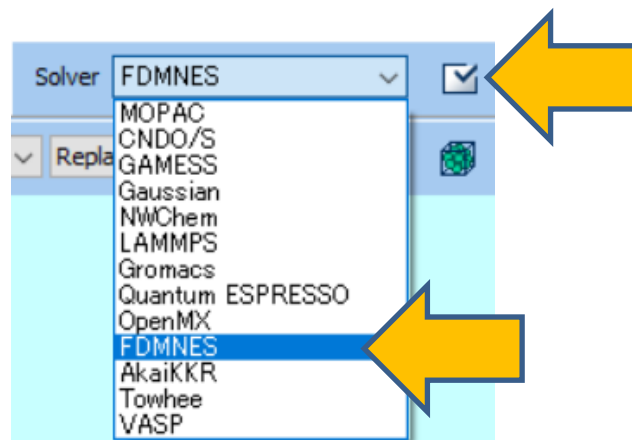 Solver FDMNES
MOPAC
CNDO/S
Repla
GAMESS
Gaussian
NWChem
LAMMPS
Gromacs
Quantum ESPRESSO
OpenMX
FDMNES
AkaiKKR
Towhee
VASP